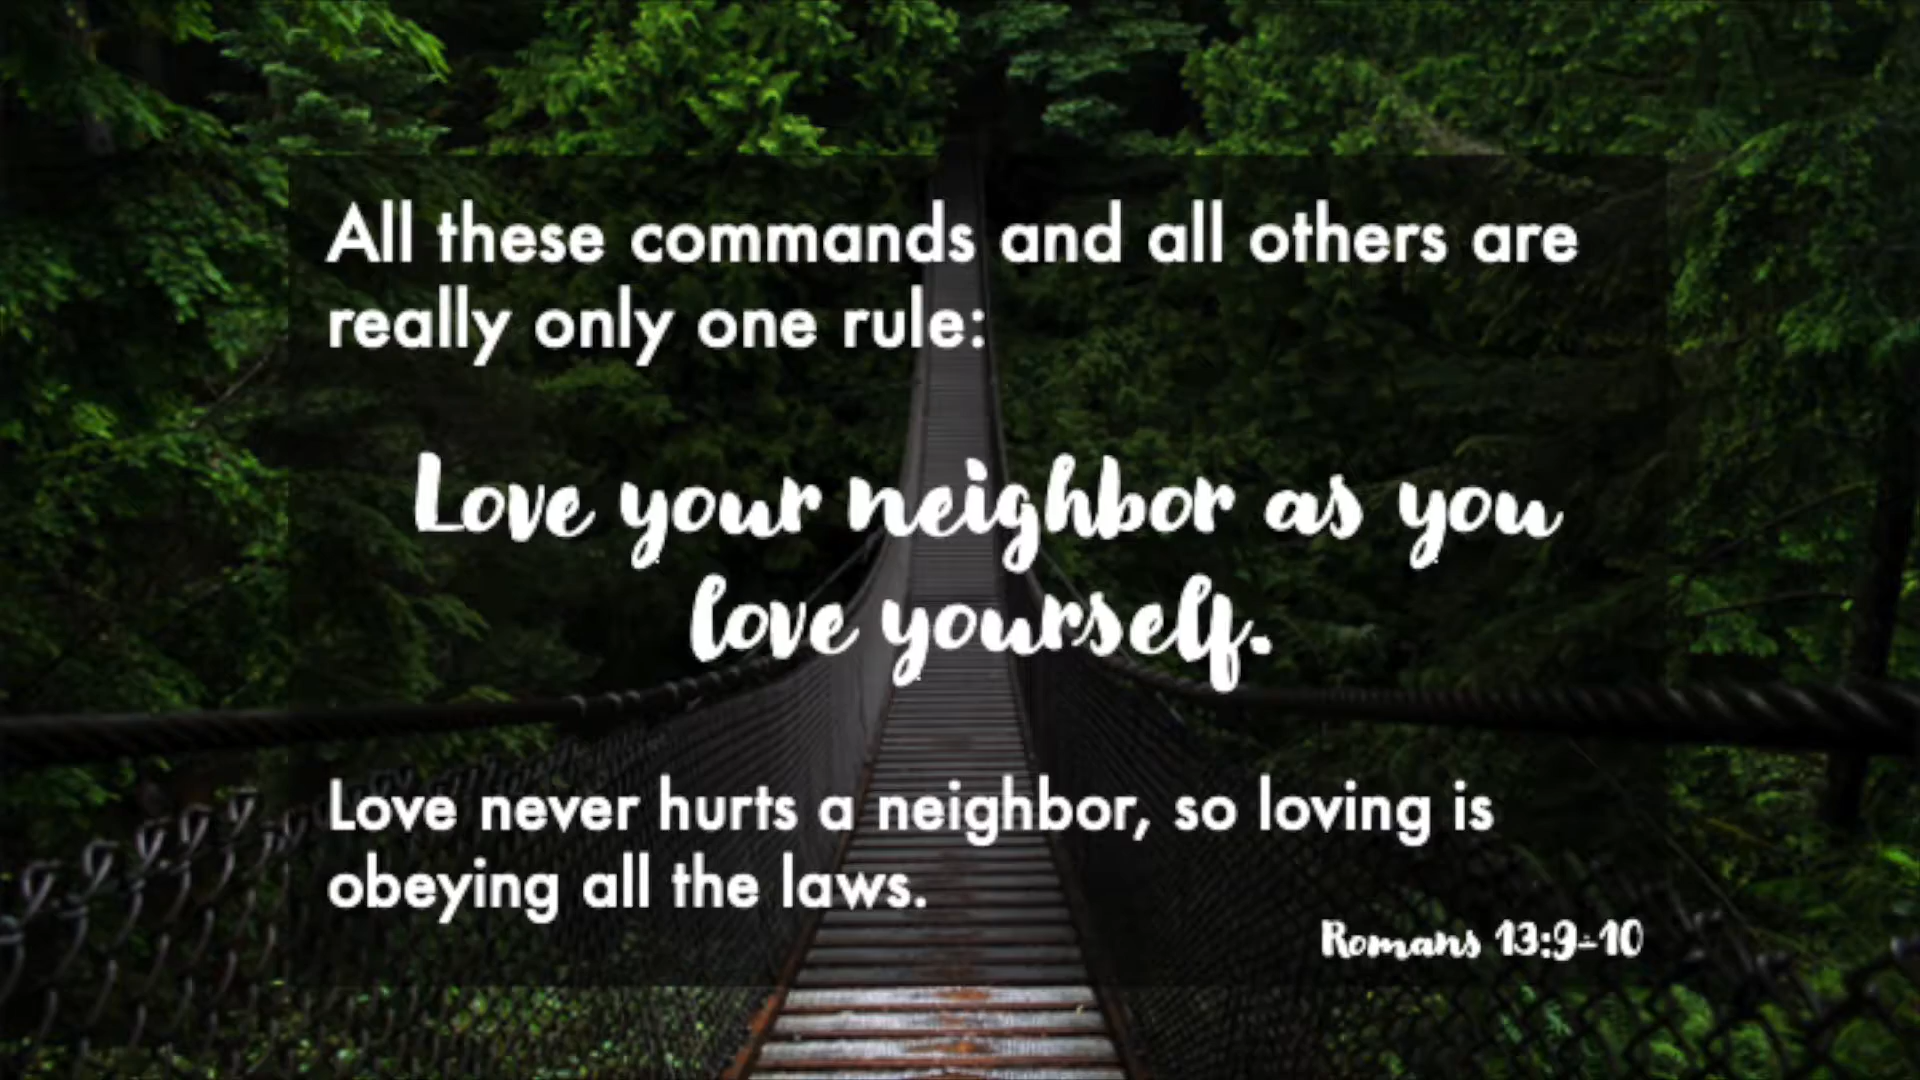 All these commands and all others are
really only one rule:
Love your neighbor as you
love yourself.
Love never hurts a neighbor, so loving is
obeying all the laws.
Romans 13:9-10